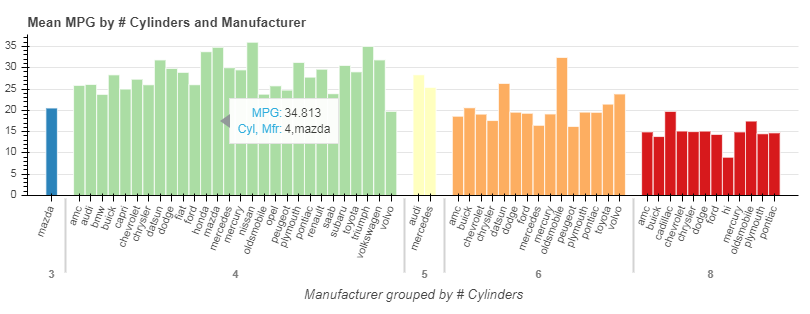 Mean MPG by # Cylinders and Manufacturer
35
30
25
20
15
10
5
0
MPG: 34.813
Cyl, Mfr: 4,mazda
mazda
amc
audi
bmw
buick
capri
chevrolet
chrysler
datsun
dodge
fiat
ford
honda
mazda
mercedes
mercury
nissan
oldsmobile
opel
peugeot
plymouth
pontiac
renault
saab
subaru
toyota
triumph
volkswagen
volvo
audi
mercedes
amc
buick
chevrolet
chrysler
datsun
dodge
ford
mercedes
mercury
oldsmobile
peugeot
plymouth
pontiac
toyota
volvo
amc
buick
cadillac
chevrolet
chrysler
dodge
ford
hi
mercury
oldsmobile
plymouth
pontiac
3 4 5 6 8
Manufacturer grouped by # Cylinders